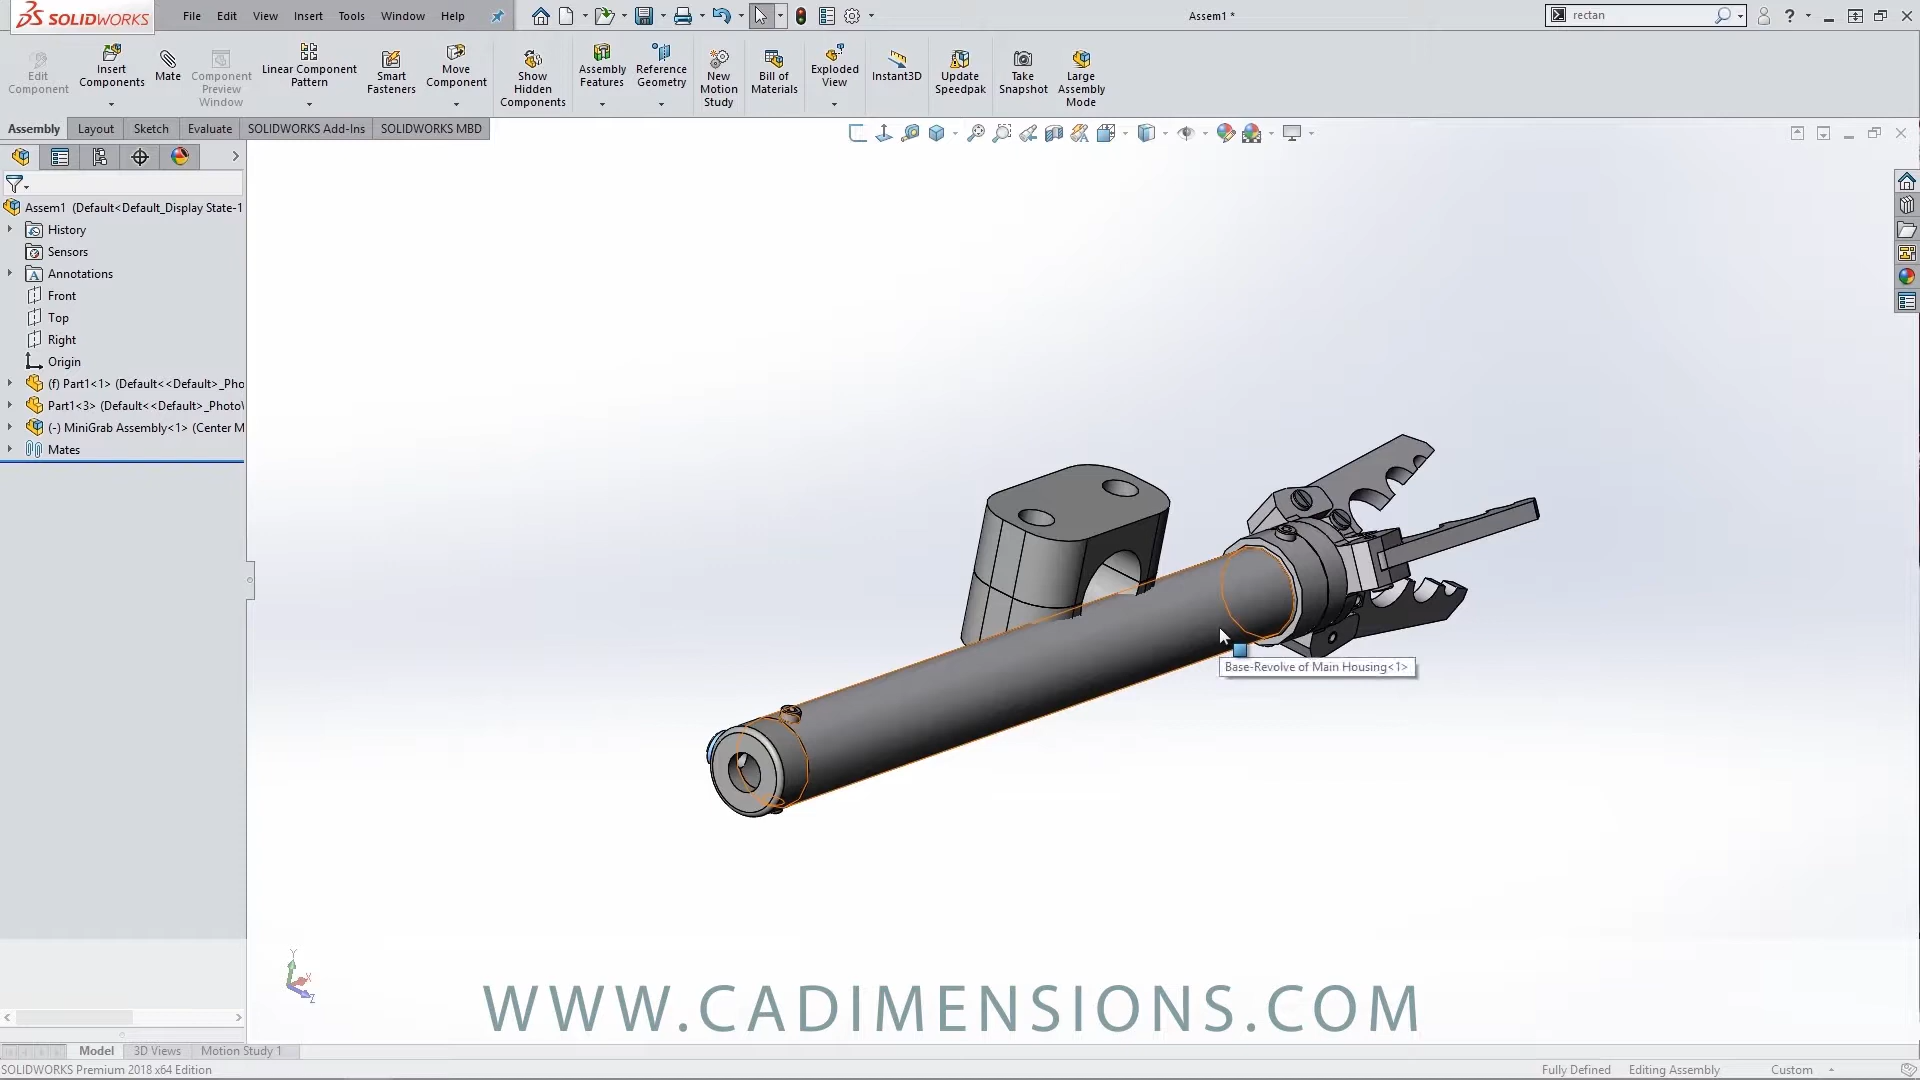 SOLIDWORKS
File Edit View Insert Tools Window Help
Assem1 *
rectan
Edit Component
Insert Components
Mate
Component Preview Window
Linear Component Pattern
Smart Fasteners
Move Component
Show Hidden Components
Assembly Features
Reference Geometry
New Motion Study
Bill of Materials
Exploded View
Instant3D
Update Speedpak
Take Snapshot
Large Assembly Mode
Assembly Layout Sketch Evaluate SOLIDWORKS Add-Ins SOLIDWORKS MBD
Assem1 (Default<Default_Display State-1
History
Sensors
Annotations
Front
Top
Right
Origin
(f) Part1<1> (Default<<Default>_Pho
Part1<3> (Default<<Default>_Photo
(-) MiniGrab Assembly<1> (Center M
Mates
Base-Revolve of Main Housing<1>
Y
X
Z
WWW.CADIMENSIONS.COM
Model 3D Views Motion Study 1
SOLIDWORKS Premium 2018 x64 Edition
Fully Defined Editing Assembly Custom